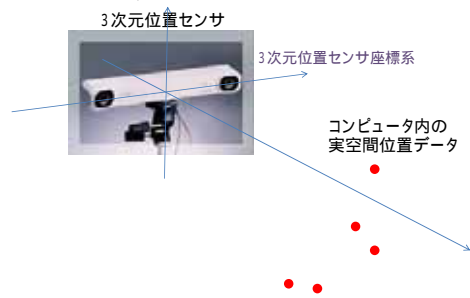 3次元位置センサ
3次元位置センサ座標系
コンピュータ内の
実空間位置データ